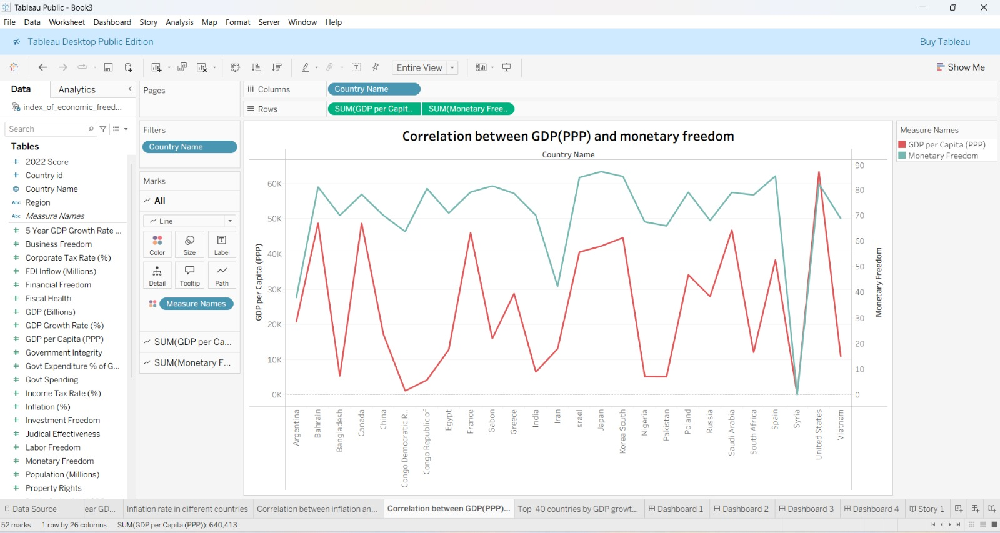 Tableau Public - Book3
File Data Worksheet Dashboard Story Analysis Map Format Server Window Help
Tableau Desktop Public Edition
Buy Tableau
Entire View
Show Me
Data
Analytics
index_of_economic_freed...
Search
Tables
2022 Score
Country id
Country Name
Abc Region
Abc Measure Names
5 Year GDP Growth Rate ...
Business Freedom
Corporate Tax Rate (%)
FDI Inflow (Millions)
Financial Freedom
Fiscal Health
GDP (Billions)
GDP Growth Rate (%)
GDP per Capita (PPP)
Government Integrity
Govt Expenditure % of G...
Govt Spending
Income Tax Rate (%)
Inflation (%)
Investment Freedom
Judical Effectiveness
Labor Freedom
Monetary Freedom
Population (Millions)
Property Rights
Pages
Filters
Country Name
Marks
All
Line
Color
Size
Label
Detail
Tooltip
Path
Measure Names
SUM(GDP per Ca...
SUM(Monetary F...
Columns
Country Name
Rows
SUM(GDP per Capit..
SUM(Monetary Free..
Correlation between GDP(PPP) and monetary freedom
Country Name
GDP per Capita (PPP)
60K
50K
40K
30K
20K
10K
0K
90
80
70
60
50
40
30
20
10
0
Monetary Freedom
Argentina
Bahrain
Bangladesh
Canada
China
Congo Democratic R..
Congo Republic of
Egypt
France
Gabon
Greece
India
Iran
Israel
Japan
Korea South
Nigeria
Pakistan
Poland
Russia
Saudi Arabia
South Africa
Spain
Syria
United States
Vietnam
Measure Names
GDP per Capita (PPP)
Monetary Freedom
Data Source
ear GD...
Inflation rate in different countries
Correlation between inflation an...
Correlation between GDP(PPP)...
Top 40 countries by GDP growt...
Dashboard 1
Dashboard 2
Dashboard 3
Dashboard 4
Story 1
52 marks
1 row by 26 columns
SUM(GDP per Capita (PPP)): 640,413